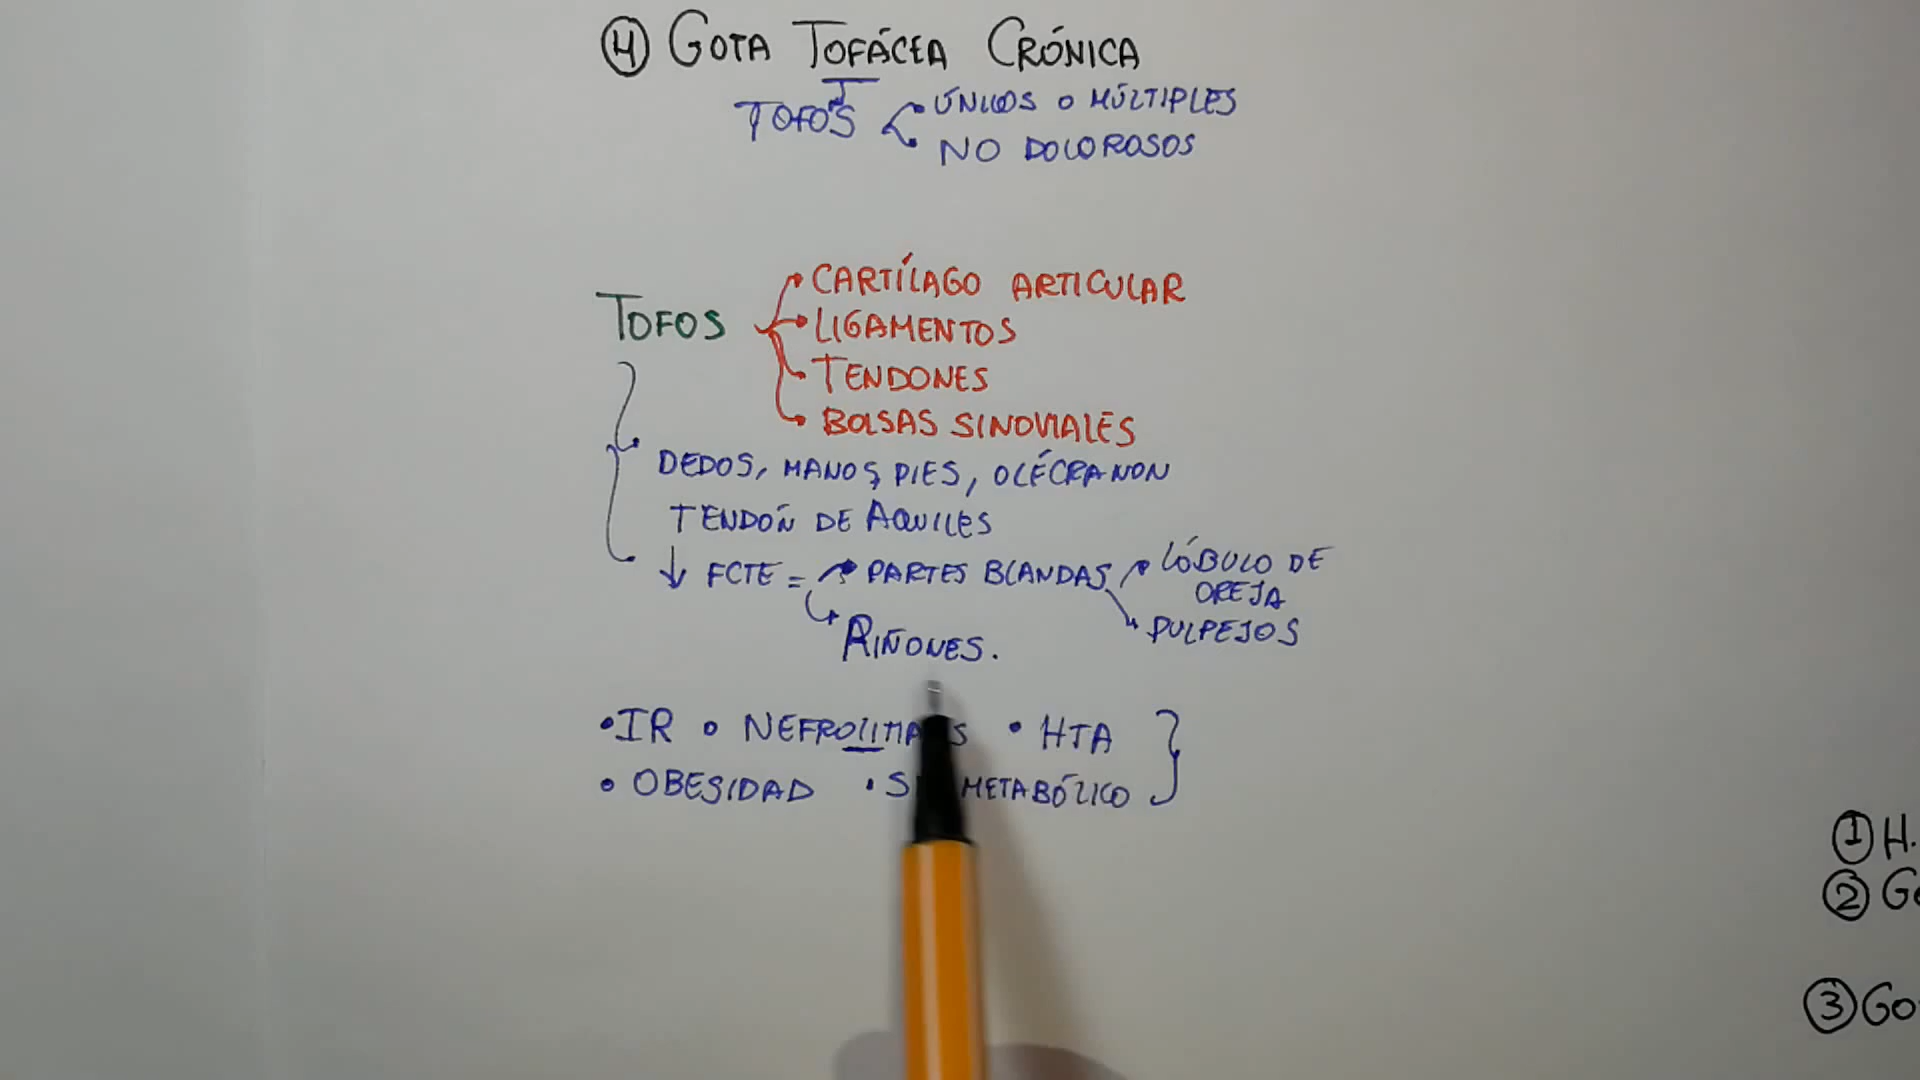 4 GOTA TOFÁCEA CRÓNICA
TOFOS ÚNICOS O MÚLTIPLES
NO DOLOROSOS
CARTÍLAGO ARTICULAR
TOFOS LIGAMENTOS
TENDONES
BOLSAS SINOVIALES
DEDOS, MANOS, PIES, OLÉCRANON
TENDÓN DE AQUILES
↓ FCTE = PARTES BLANDAS LÓBULO DE
OREJA
PULPEJOS
RIÑONES.
• IR • • HTA
• OBESIDAD • METABÓLICO
1 H.
2
3